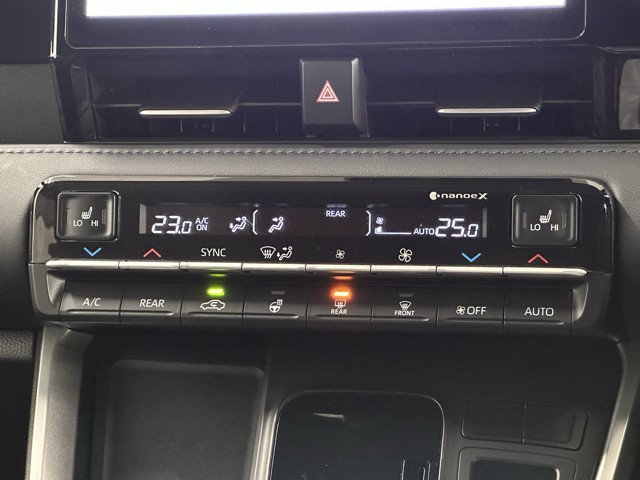 nanoeX
LO HI
23.0 A/C ON REAR AUTO 25.0
LO HI
SYNC
A/C REAR REAR FRONT OFF AUTO